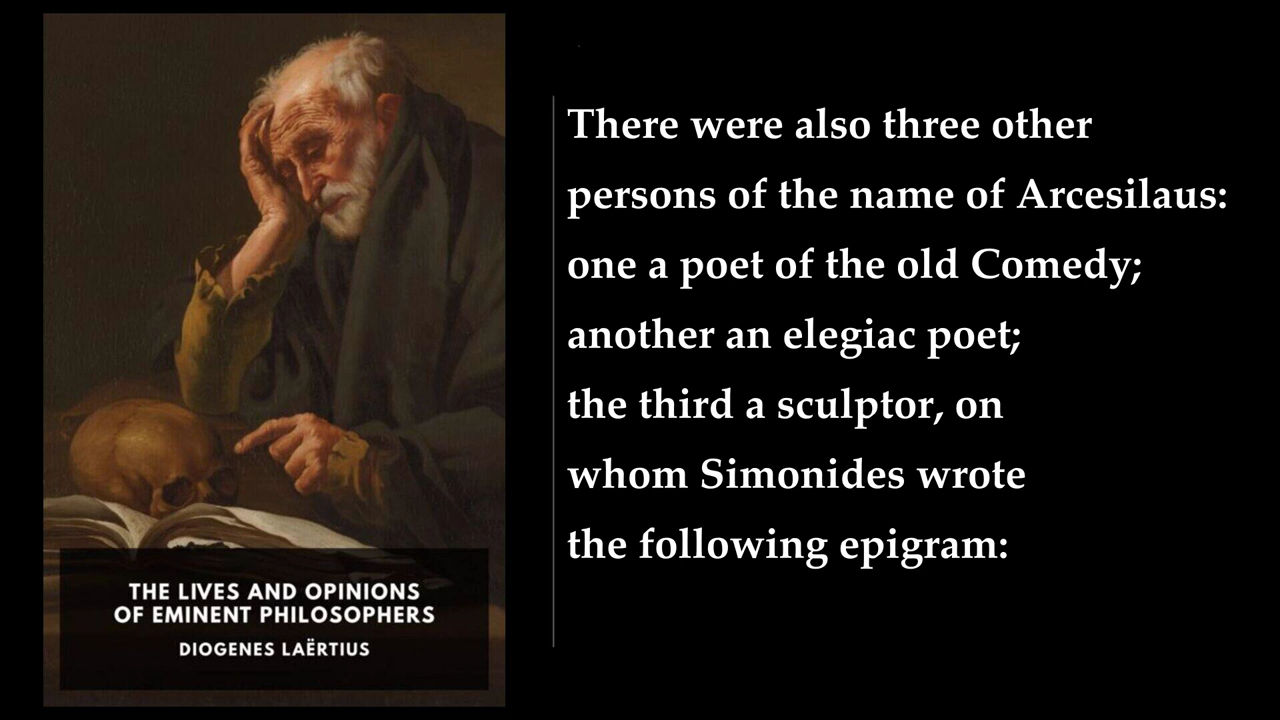 THE LIVES AND OPINIONS
OF EMINENT PHILOSOPHERS
DIOGENES LAËRTIUS
There were also three other
persons of the name of Arcesilaus:
one a poet of the old Comedy;
another an elegiac poet;
the third a sculptor, on
whom Simonides wrote
the following epigram: